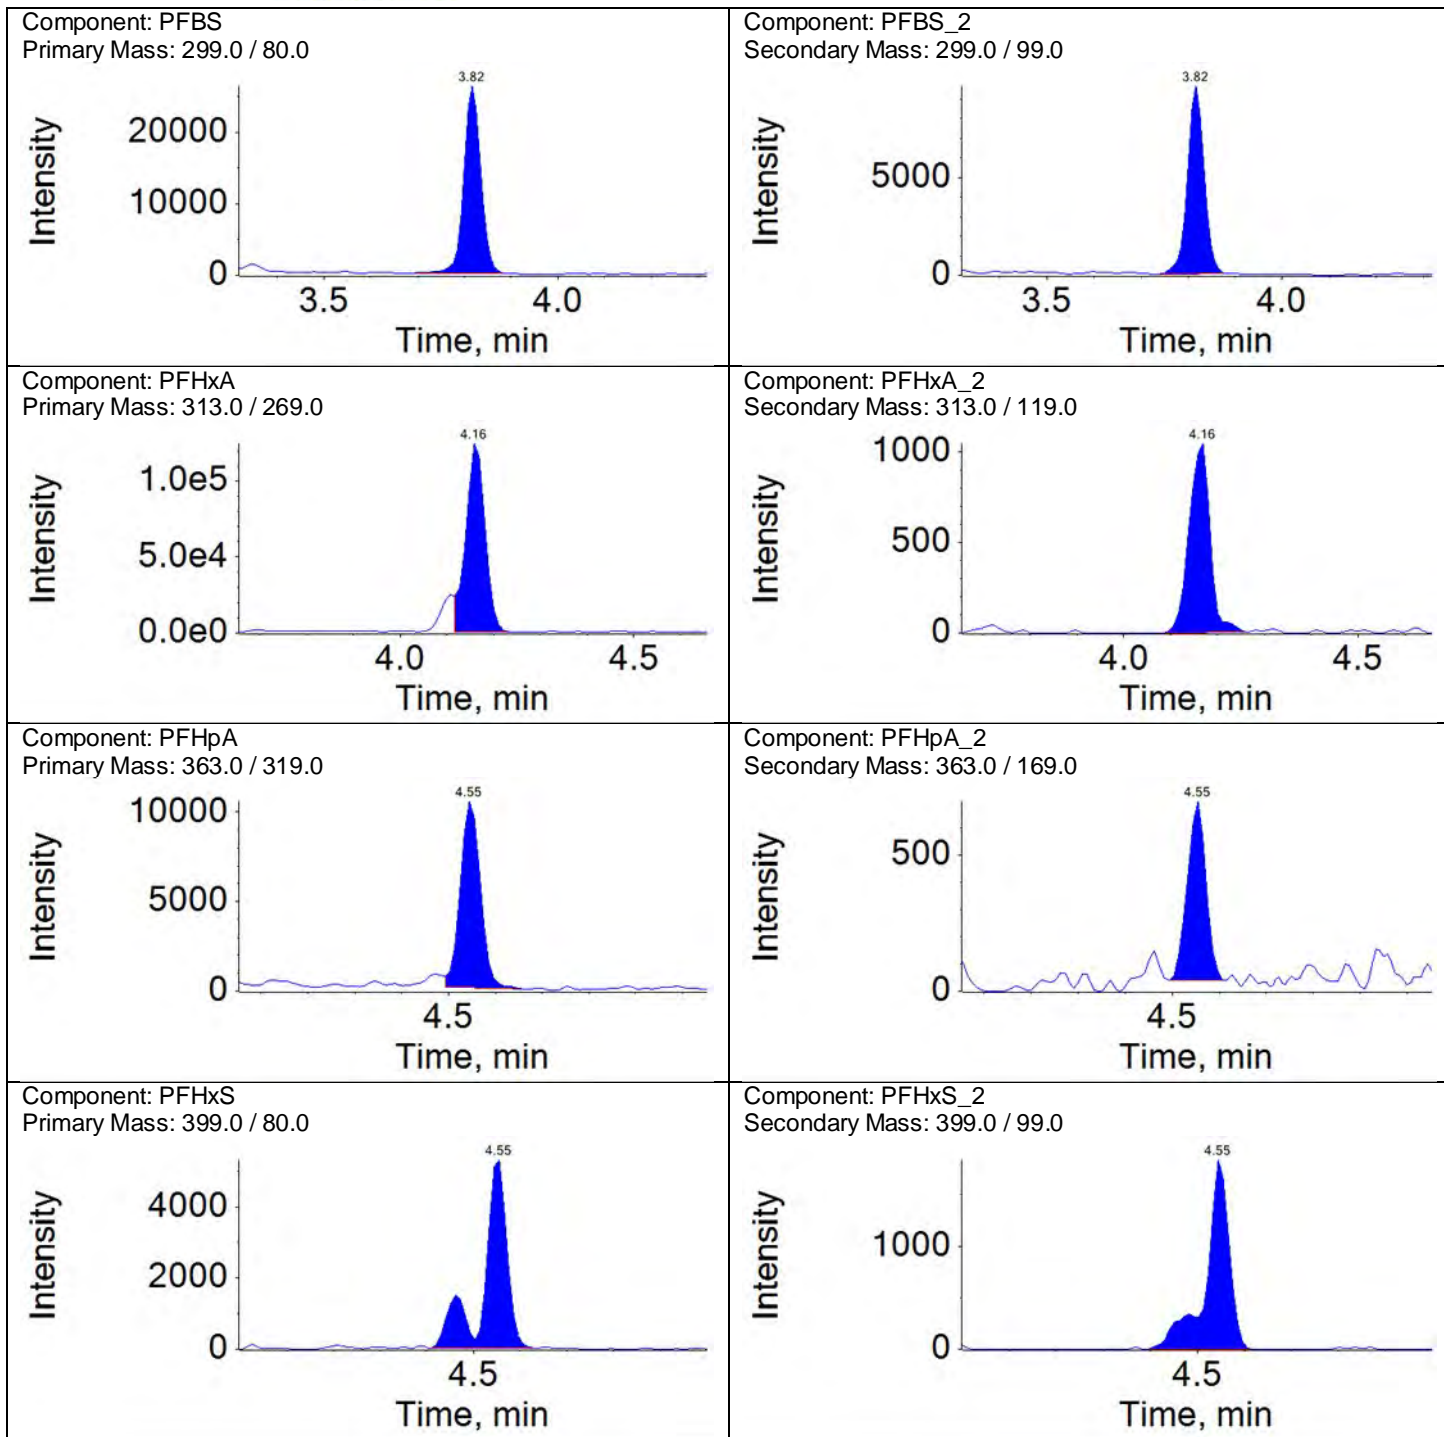 Component: PFBS
Primary Mass: 299.0 / 80.0
3.82
Intensity
20000
10000
0
3.5 4.0
Time, min
Component: PFBS_2
Secondary Mass: 299.0 / 99.0
3.82
Intensity
5000
0
3.5 4.0
Time, min
Component: PFHxA
Primary Mass: 313.0 / 269.0
4.16
Intensity
1.0e5
5.0e4
0.0e0
4.0 4.5
Time, min
Component: PFHxA_2
Secondary Mass: 313.0 / 119.0
4.16
Intensity
1000
500
0
4.0 4.5
Time, min
Component: PFHpA
Primary Mass: 363.0 / 319.0
4.55
Intensity
10000
5000
0
4.5
Time, min
Component: PFHpA_2
Secondary Mass: 363.0 / 169.0
4.55
Intensity
500
0
4.5
Time, min
Component: PFHxS
Primary Mass: 399.0 / 80.0
4.55
Intensity
4000
2000
0
4.5
Time, min
Component: PFHxS_2
Secondary Mass: 399.0 / 99.0
4.55
Intensity
1000
0
4.5
Time, min